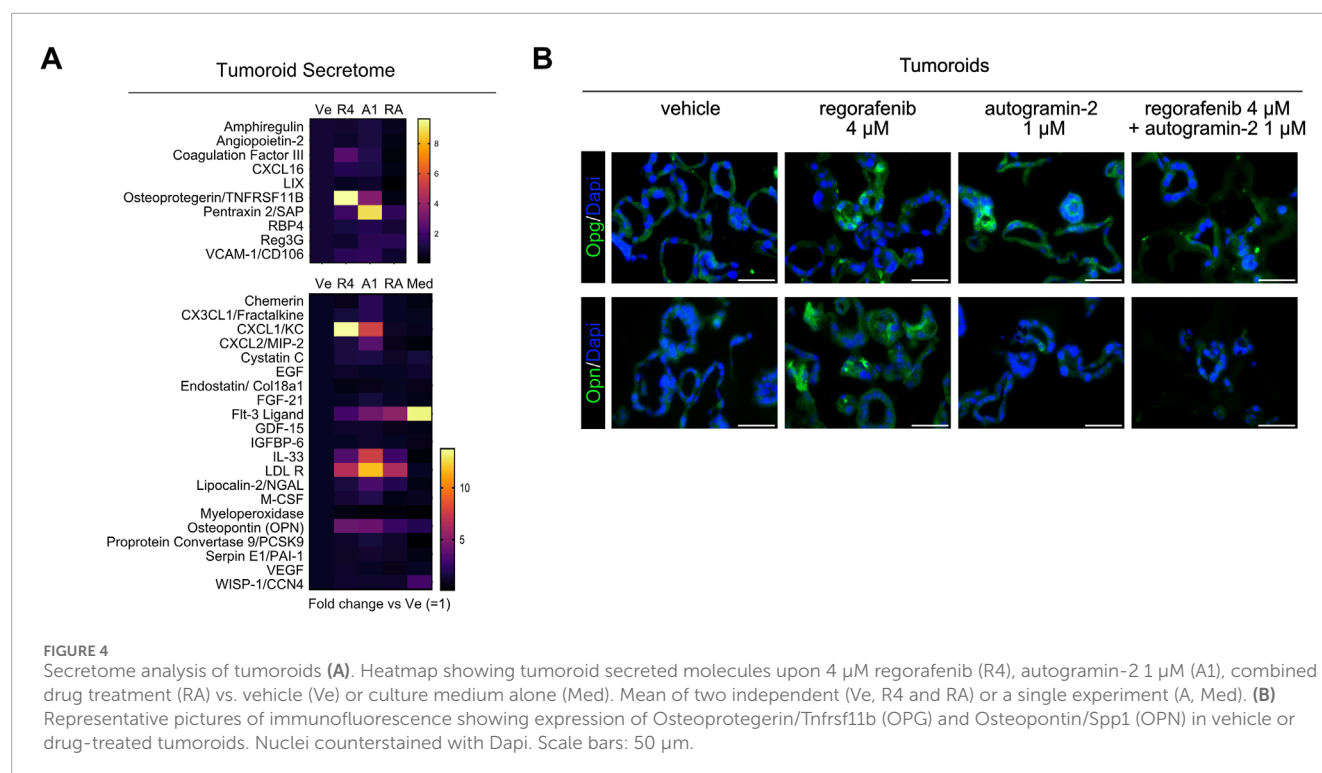 A
Tumoroid Secretome
Ve R4 A1 RA
Amphiregulin
Angiopoietin-2
Coagulation Factor III
CXCL16
LIX
Osteoprotegerin/TNFRSF11B
Pentraxin 2/SAP
RBP4
Reg3G
VCAM-1/CD106
8
6
4
2
Ve R4 A1 RA Med
Chemerin
CX3CL1/Fractalkine
CXCL1/KC
CXCL2/MIP-2
Cystatin C
EGF
Endostatin/ Col18a1
FGF-21
Flt-3 Ligand
GDF-15
IGFBP-6
IL-33
LDL R
Lipocalin-2/NGAL
M-CSF
Myeloperoxidase
Osteopontin (OPN)
Proprotein Convertase 9/PCSK9
Serpin E1/PAI-1
VEGF
WISP-1/CCN4
10
5
Fold change vs Ve (=1)
B
Tumoroids
vehicle
regorafenib
4 µM
autogramin-2
1 µM
regorafenib 4 µM
+ autogramin-2 1 µM
Opg/Dapi
Opn/Dapi
FIGURE 4
Secretome analysis of tumoroids (A). Heatmap showing tumoroid secreted molecules upon 4 µM regorafenib (R4), autogramin-2 1 µM (A1), combined
drug treatment (RA) vs. vehicle (Ve) or culture medium alone (Med). Mean of two independent (Ve, R4 and RA) or a single experiment (A, Med). (B)
Representative pictures of immunofluorescence showing expression of Osteoprotegerin/Tnfrsf11b (OPG) and Osteopontin/Spp1 (OPN) in vehicle or
drug-treated tumoroids. Nuclei counterstained with Dapi. Scale bars: 50 µm.